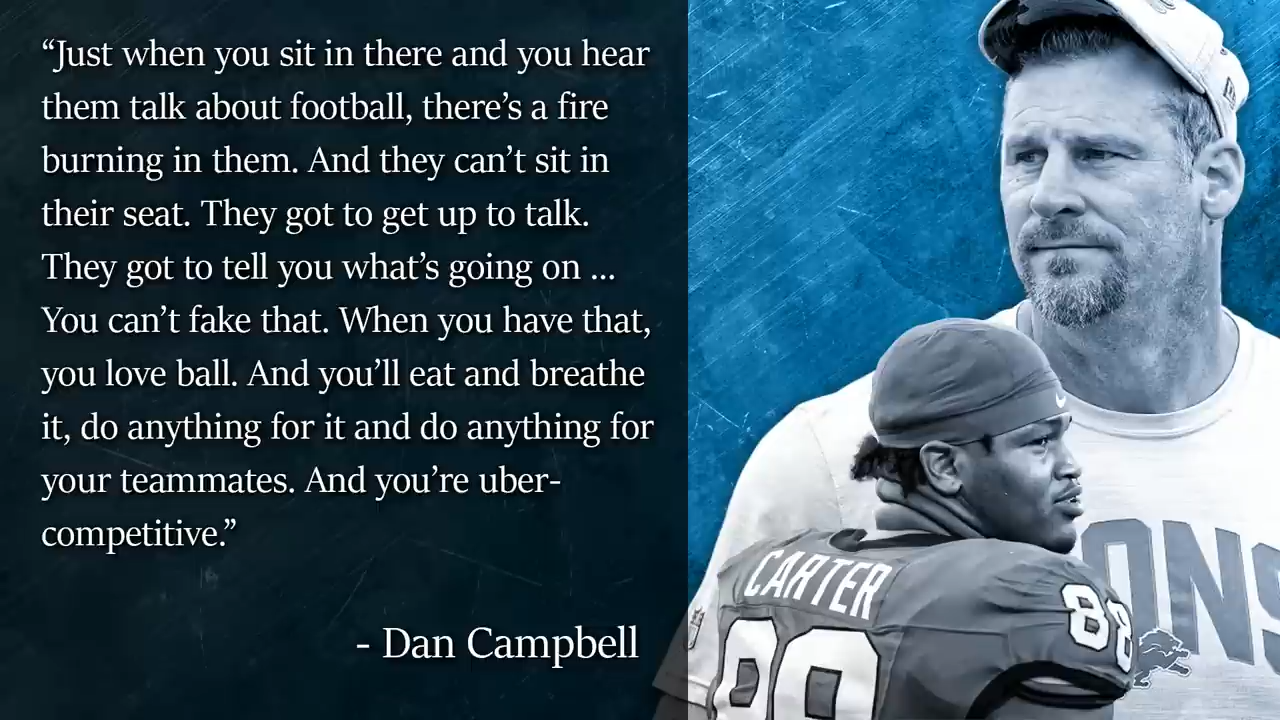 “Just when you sit in there and you hear
them talk about football, there’s a fire
burning in them. And they can’t sit in
their seat. They got to get up to talk.
They got to tell you what’s going on ...
You can’t fake that. When you have that,
you love ball. And you’ll eat and breathe
it, do anything for it and do anything for
your teammates. And you’re uber-
competitive.”
- Dan Campbell
CARTER
98
98
ONS